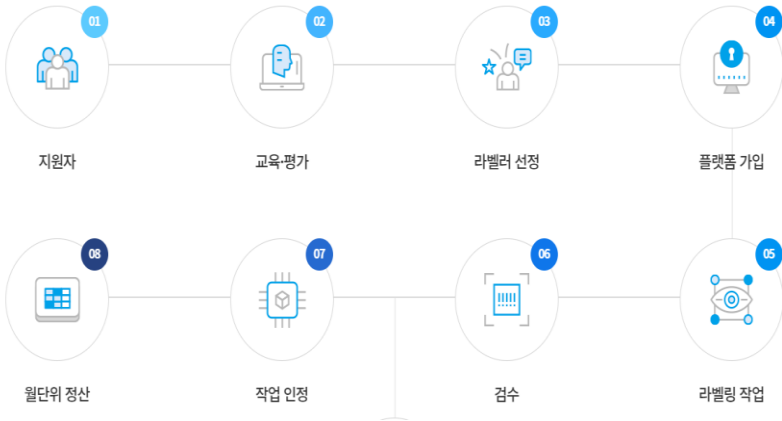 01
지원자
02
교육·평가
03
라벨러 선정
04
플랫폼 가입
08
월단위 정산
07
작업 인정
06
검수
05
라벨링 작업